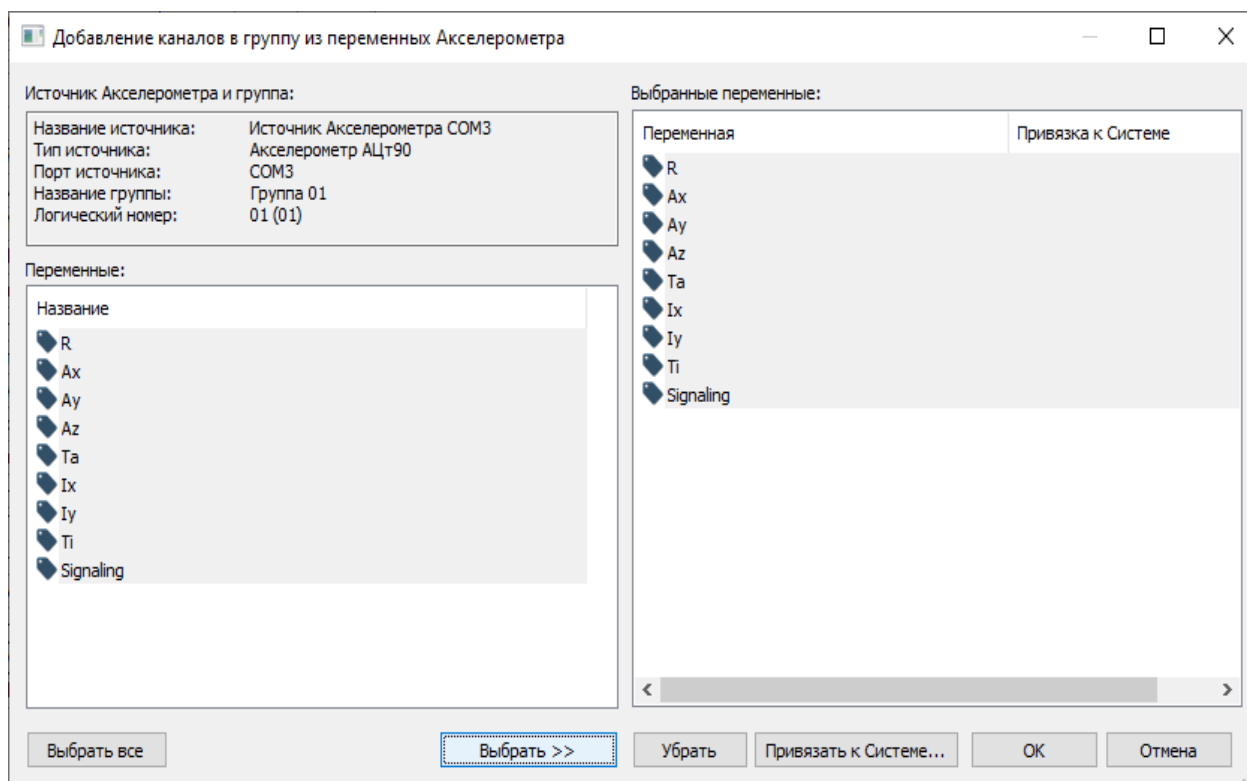 Добавление каналов в группу из переменных Акселерометра
Источник Акселерометра и группа:
Название источника: Источник Акселерометра COM3
Тип источника: Акселерометр АЦт90
Порт источника: COM3
Название группы: Группа 01
Логический номер: 01 (01)
Переменные:
Название
R
Ax
Ay
Az
Ta
Ix
Iy
Ti
Signaling
Выбранные переменные:
Переменная Привязка к Системе
R
Ax
Ay
Az
Ta
Ix
Iy
Ti
Signaling
Выбрать все Выбрать >> Убрать Привязать к Системе... OK Отмена